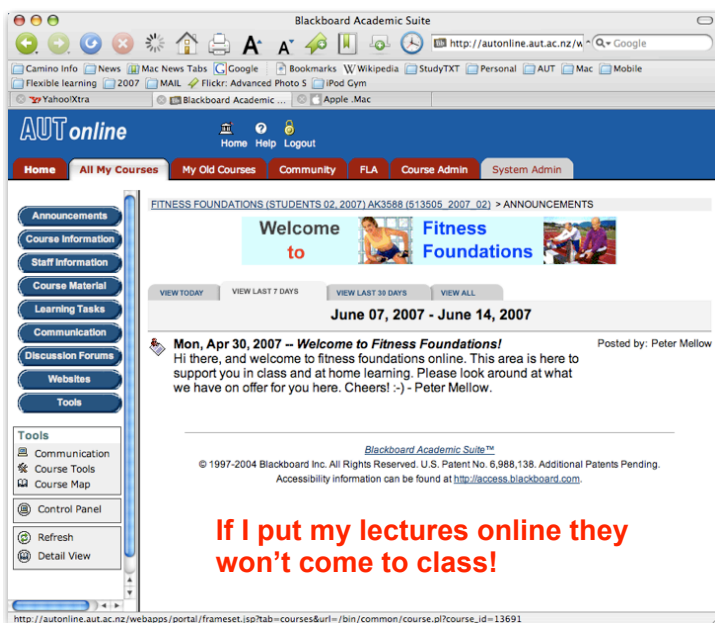 Blackboard Academic Suite
http://autonline.aut.ac.nz/w
Google
Camino Info News Mac News Tabs Google Bookmarks Wikipedia StudyTXT Personal AUT Mac Mobile
Flexible learning 2007 MAIL Flickr: Advanced Photo S iPod Gym
Yahoo!Xtra Blackboard Academic ... Apple .Mac
AUT online
Home Help Logout
Home All My Courses My Old Courses Community FLA Course Admin System Admin
FITNESS FOUNDATIONS (STUDENTS 02, 2007) AK3588 (513505_2007_02) > ANNOUNCEMENTS
Welcome to Fitness Foundations
Announcements
Course Information
Staff Information
Course Material
Learning Tasks
Communication
Discussion Forums
Websites
Tools
Tools
Communication
Course Tools
Course Map
Control Panel
Refresh
Detail View
VIEW TODAY VIEW LAST 7 DAYS VIEW LAST 30 DAYS VIEW ALL
June 07, 2007 - June 14, 2007
Mon, Apr 30, 2007 -- Welcome to Fitness Foundations! Posted by: Peter Mellow
Hi there, and welcome to fitness foundations online. This area is here to
support you in class and at home learning. Please look around at what
we have on offer for you here. Cheers! :-) - Peter Mellow.
Blackboard Academic Suite™
© 1997-2004 Blackboard Inc. All Rights Reserved. U.S. Patent No. 6,988,138. Additional Patents Pending.
Accessibility information can be found at http://access.blackboard.com.
If I put my lectures online they
won't come to class!
http://autonline.aut.ac.nz/webapps/portal/frameset.jsp?tab=courses&url=/bin/common/course.pl?course_id=13691